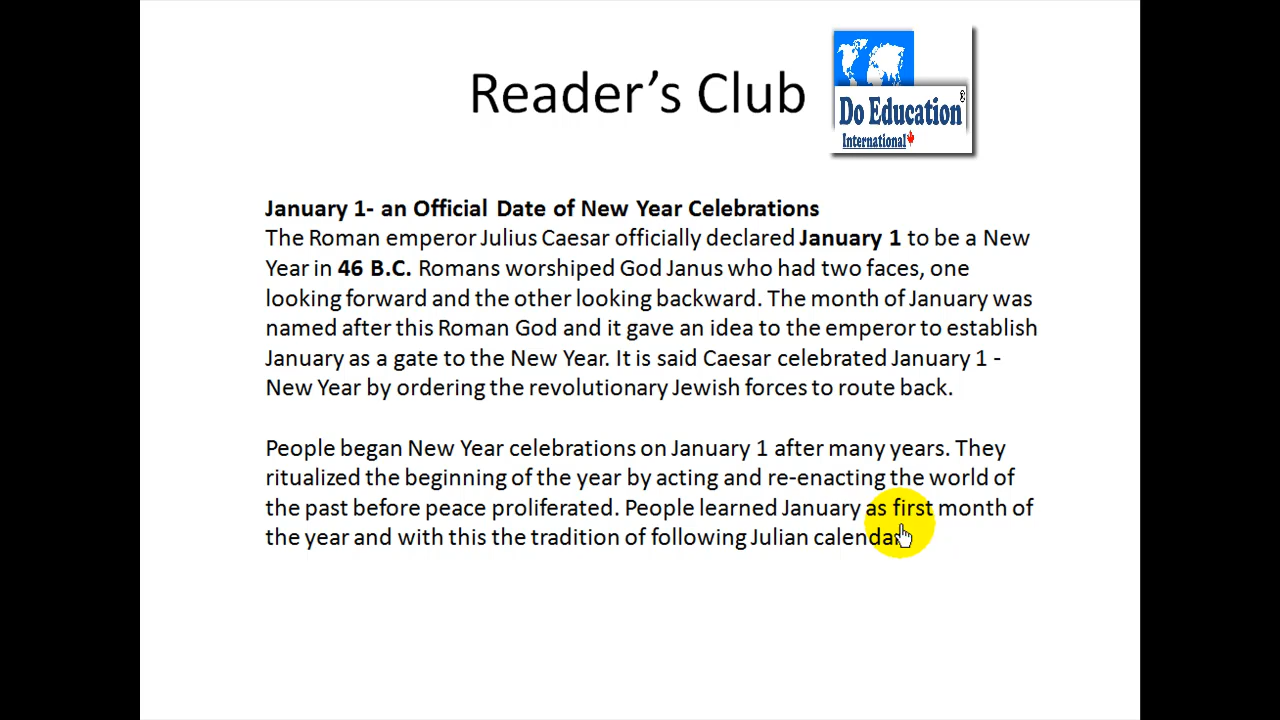 Reader's Club
Do Education
International
January 1- an Official Date of New Year Celebrations
The Roman emperor Julius Caesar officially declared January 1 to be a New
Year in 46 B.C. Romans worshiped God Janus who had two faces, one
looking forward and the other looking backward. The month of January was
named after this Roman God and it gave an idea to the emperor to establish
January as a gate to the New Year. It is said Caesar celebrated January 1 -
New Year by ordering the revolutionary Jewish forces to route back.
People began New Year celebrations on January 1 after many years. They
ritualized the beginning of the year by acting and re-enacting the world of
the past before peace proliferated. People learned January as first month of
the year and with this the tradition of following Julian calendar